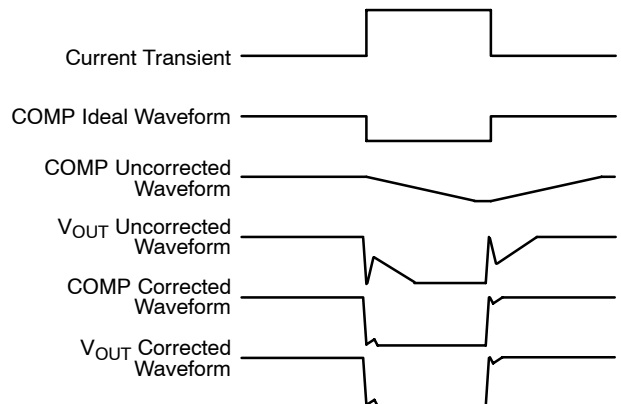 Current Transient
COMP Ideal Waveform
COMP Uncorrected
Waveform
VOUT Uncorrected
Waveform
COMP Corrected
Waveform
VOUT Corrected
Waveform